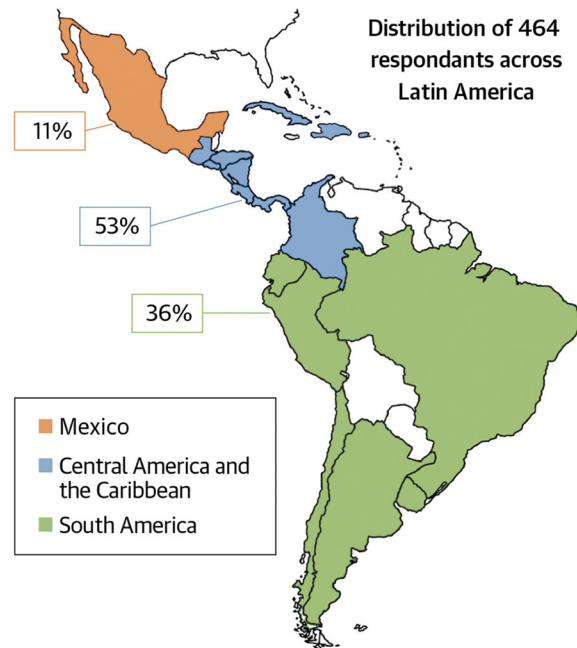 Distribution of 464
respondants across
Latin America
11%
53%
36%
Mexico
Central America and
the Caribbean
South America